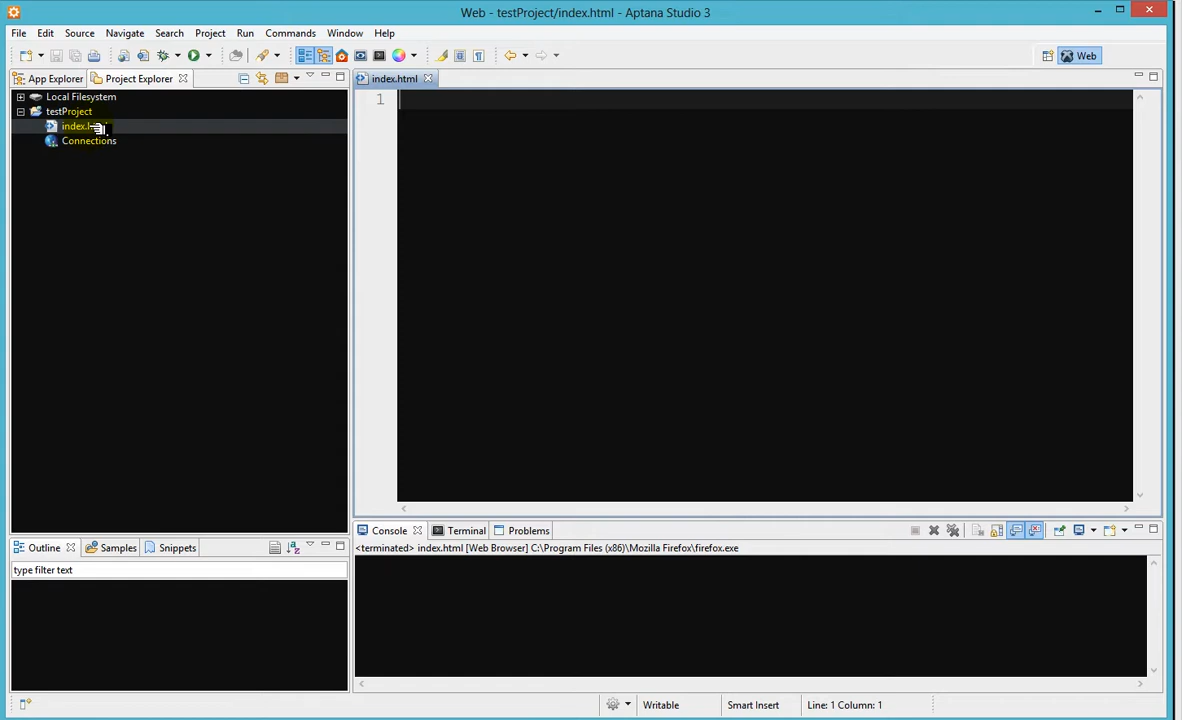 Web - testProject/index.html - Aptana Studio 3
File Edit Source Navigate Search Project Run Commands Window Help
Web
App Explorer Project Explorer
index.html
Local Filesystem
testProject
Connections
1
Outline Samples Snippets
type filter text
Console Terminal Problems
<terminated> index.html [Web Browser] C:\Program Files (x86)\Mozilla Firefox\firefox.exe
Writable Smart Insert Line: 1 Column: 1